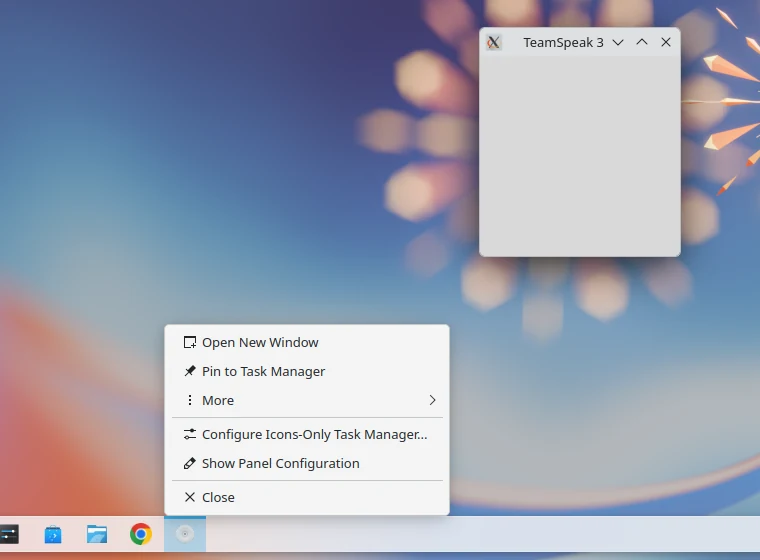 TeamSpeak 3
Open New Window
Pin to Task Manager
More
Configure Icons-Only Task Manager...
Show Panel Configuration
Close